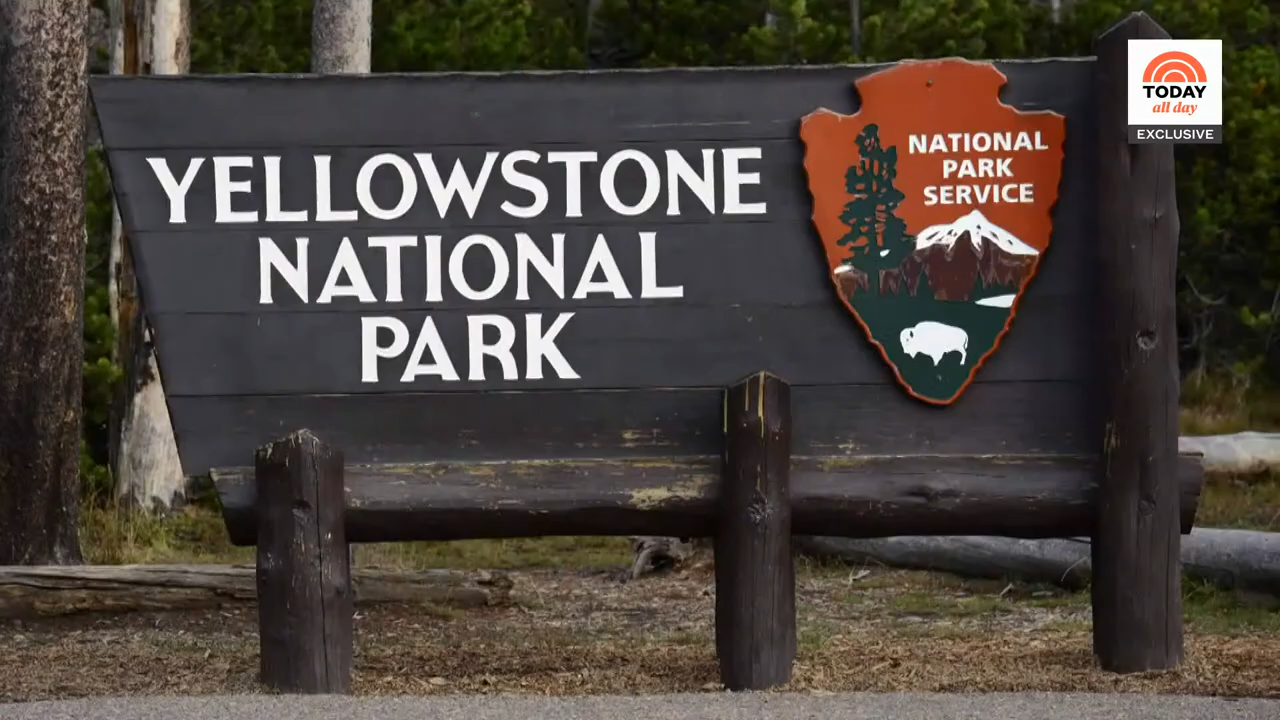 YELLOWSTONE
NATIONAL
PARK
NATIONAL
PARK
SERVICE
TODAY
all day
EXCLUSIVE